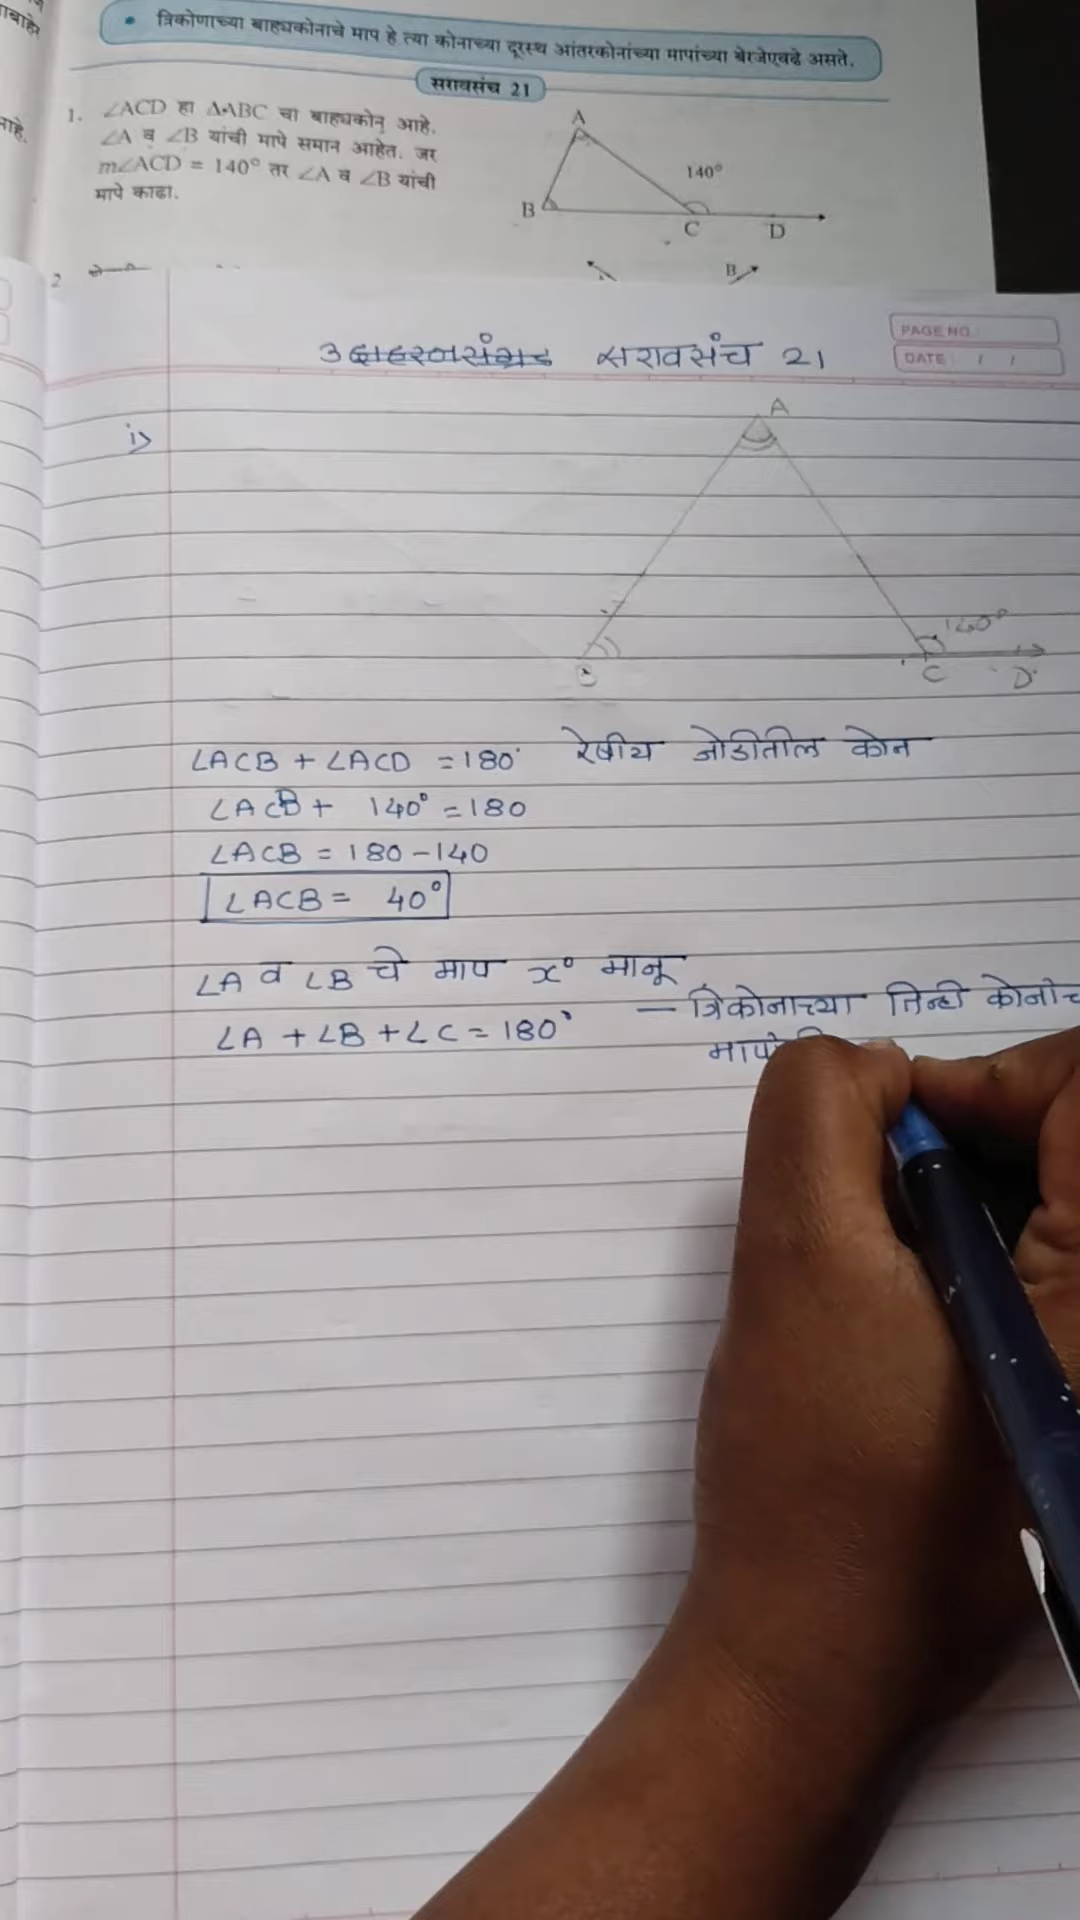 • त्रिकोणाच्या बाह्यकोनाचे माप हे त्या कोनाच्या दूरस्थ आंतरकोनांच्या मापांच्या बेरजेएवढे असते.
सरावसंच 21
1. ∠ACD हा ΔABC चा बाह्यकोन आहे.
∠A व ∠B यांची मापे समान आहेत. जर
m∠ACD = 140° तर ∠A व ∠B यांची
मापे काढा.
A
140°
B
C
D
2
B
PAGE NO
DATE / /
सरावसंच 21
i)
A
140°
C
D
∠ACB + ∠ACD = 180° रेषीय जोडीतील कोन
∠ACB + 140° = 180
∠ACB = 180 - 140
∠ACB = 40°
∠A व ∠B चे माप x° मानू
∠A + ∠B + ∠C = 180° — त्रिकोनाच्या तिन्ही